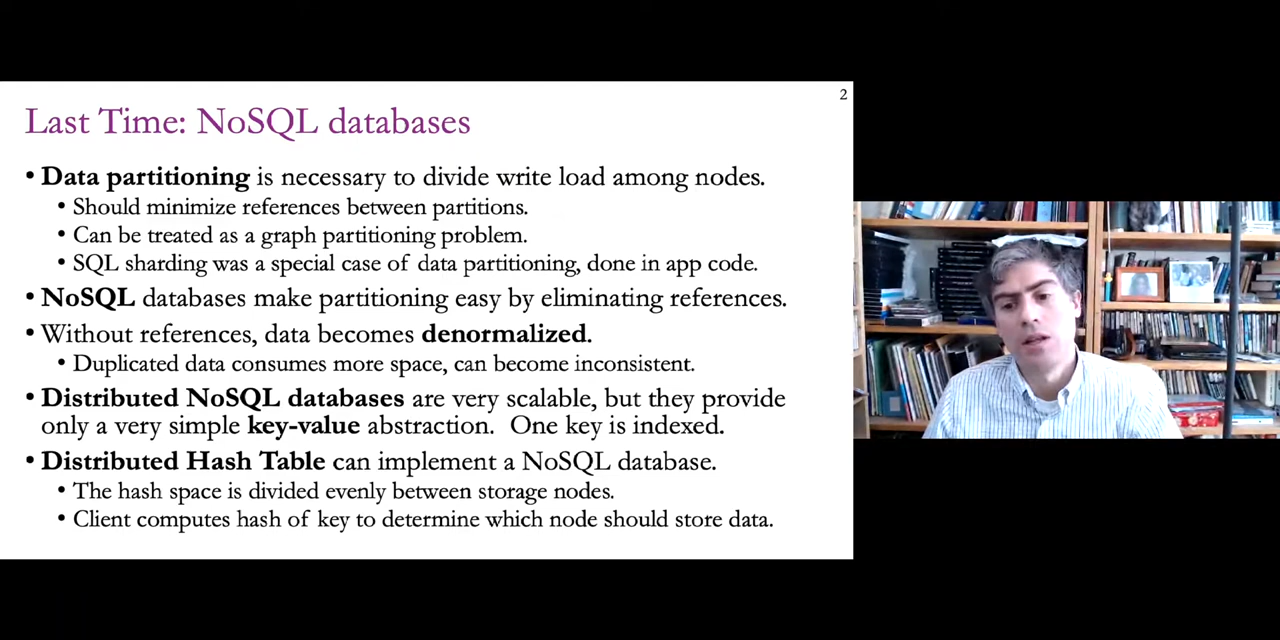 2
Last Time: NoSQL databases
• Data partitioning is necessary to divide write load among nodes.
• Should minimize references between partitions.
• Can be treated as a graph partitioning problem.
• SQL sharding was a special case of data partitioning, done in app code.
• NoSQL databases make partitioning easy by eliminating references.
• Without references, data becomes denormalized.
• Duplicated data consumes more space, can become inconsistent.
• Distributed NoSQL databases are very scalable, but they provide
only a very simple key-value abstraction. One key is indexed.
• Distributed Hash Table can implement a NoSQL database.
• The hash space is divided evenly between storage nodes.
• Client computes hash of key to determine which node should store data.